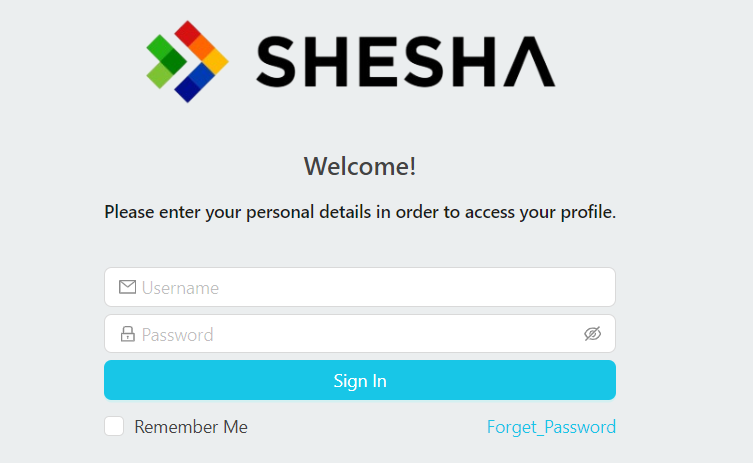 SHESHA
Welcome!
Please enter your personal details in order to access your profile.
Username
Password
Sign In
Remember Me Forget_Password